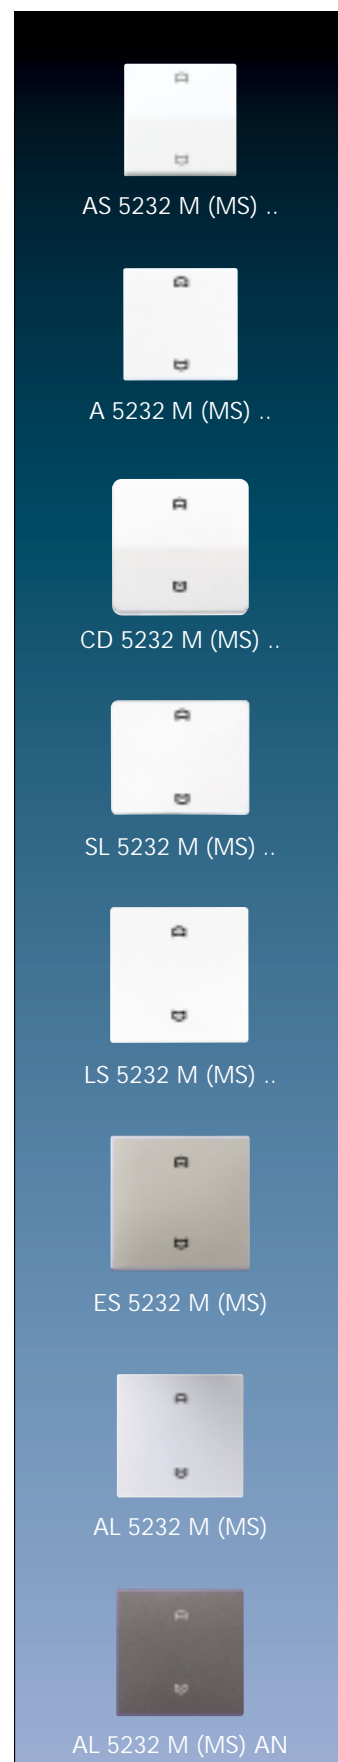 AS 5232 M (MS) ..
A 5232 M (MS) ..
CD 5232 M (MS) ..
SL 5232 M (MS) ..
LS 5232 M (MS) ..
ES 5232 M (MS)
AL 5232 M (MS)
AL 5232 M (MS) AN